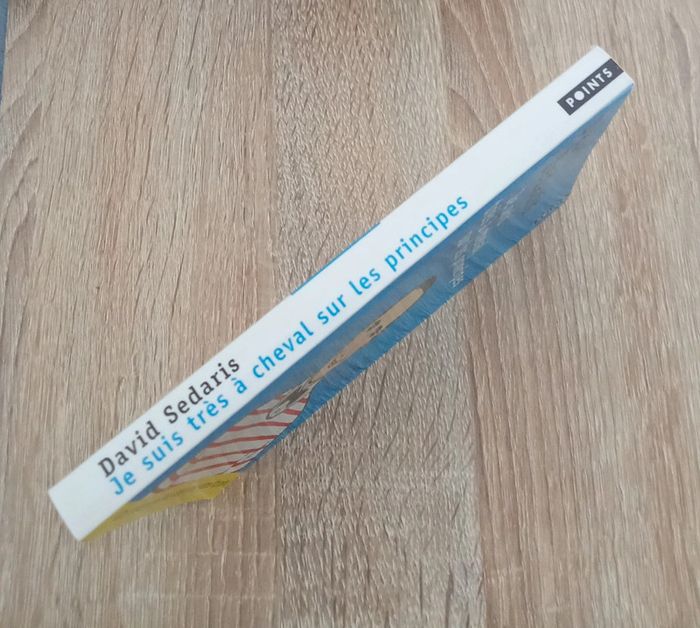 David Sedaris
Je suis très à cheval sur les principes
POINTS